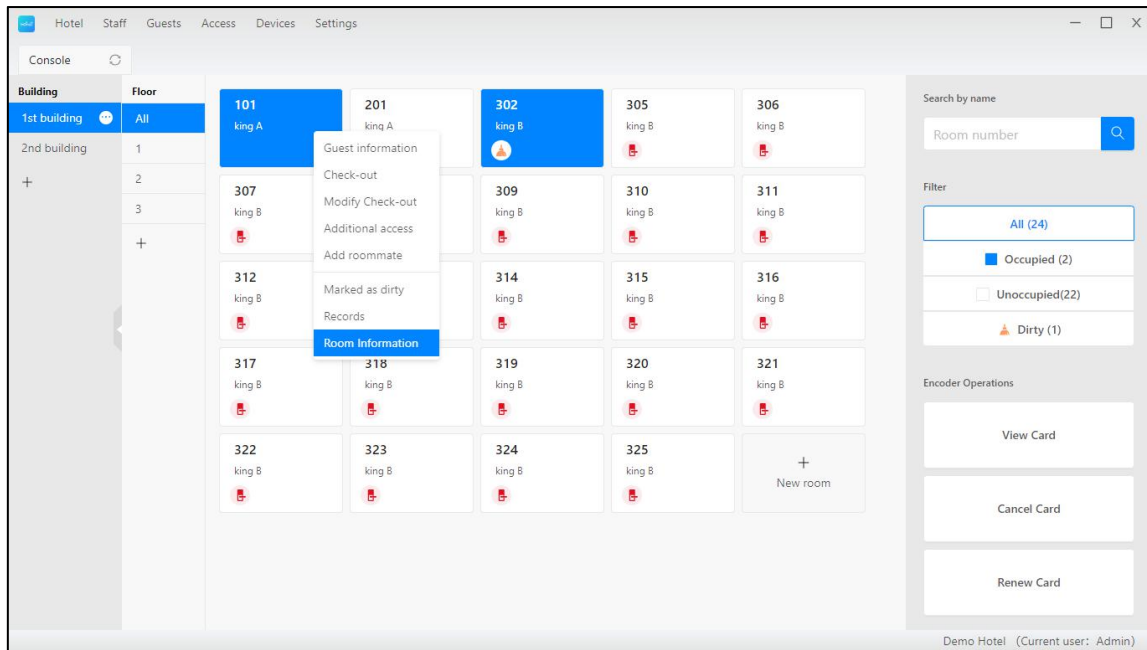 Hotel Staff Guests Access Devices Settings
Console
Building
1st building
2nd building
+
Floor
All
1
2
3
+
101
king A
201
king A
302
king B
305
king B
306
king B
307
king B
309
king B
310
king B
311
king B
312
king B
314
king B
315
king B
316
king B
317
king B
318
king B
319
king B
320
king B
321
king B
322
king B
323
king B
324
king B
325
king B
+
New room
Guest information
Check-out
Modify Check-out
Additional access
Add roommate
Marked as dirty
Records
Room Information
Search by name
Room number
Filter
All (24)
Occupied (2)
Unoccupied(22)
Dirty (1)
Encoder Operations
View Card
Cancel Card
Renew Card
Demo Hotel (Current user: Admin)